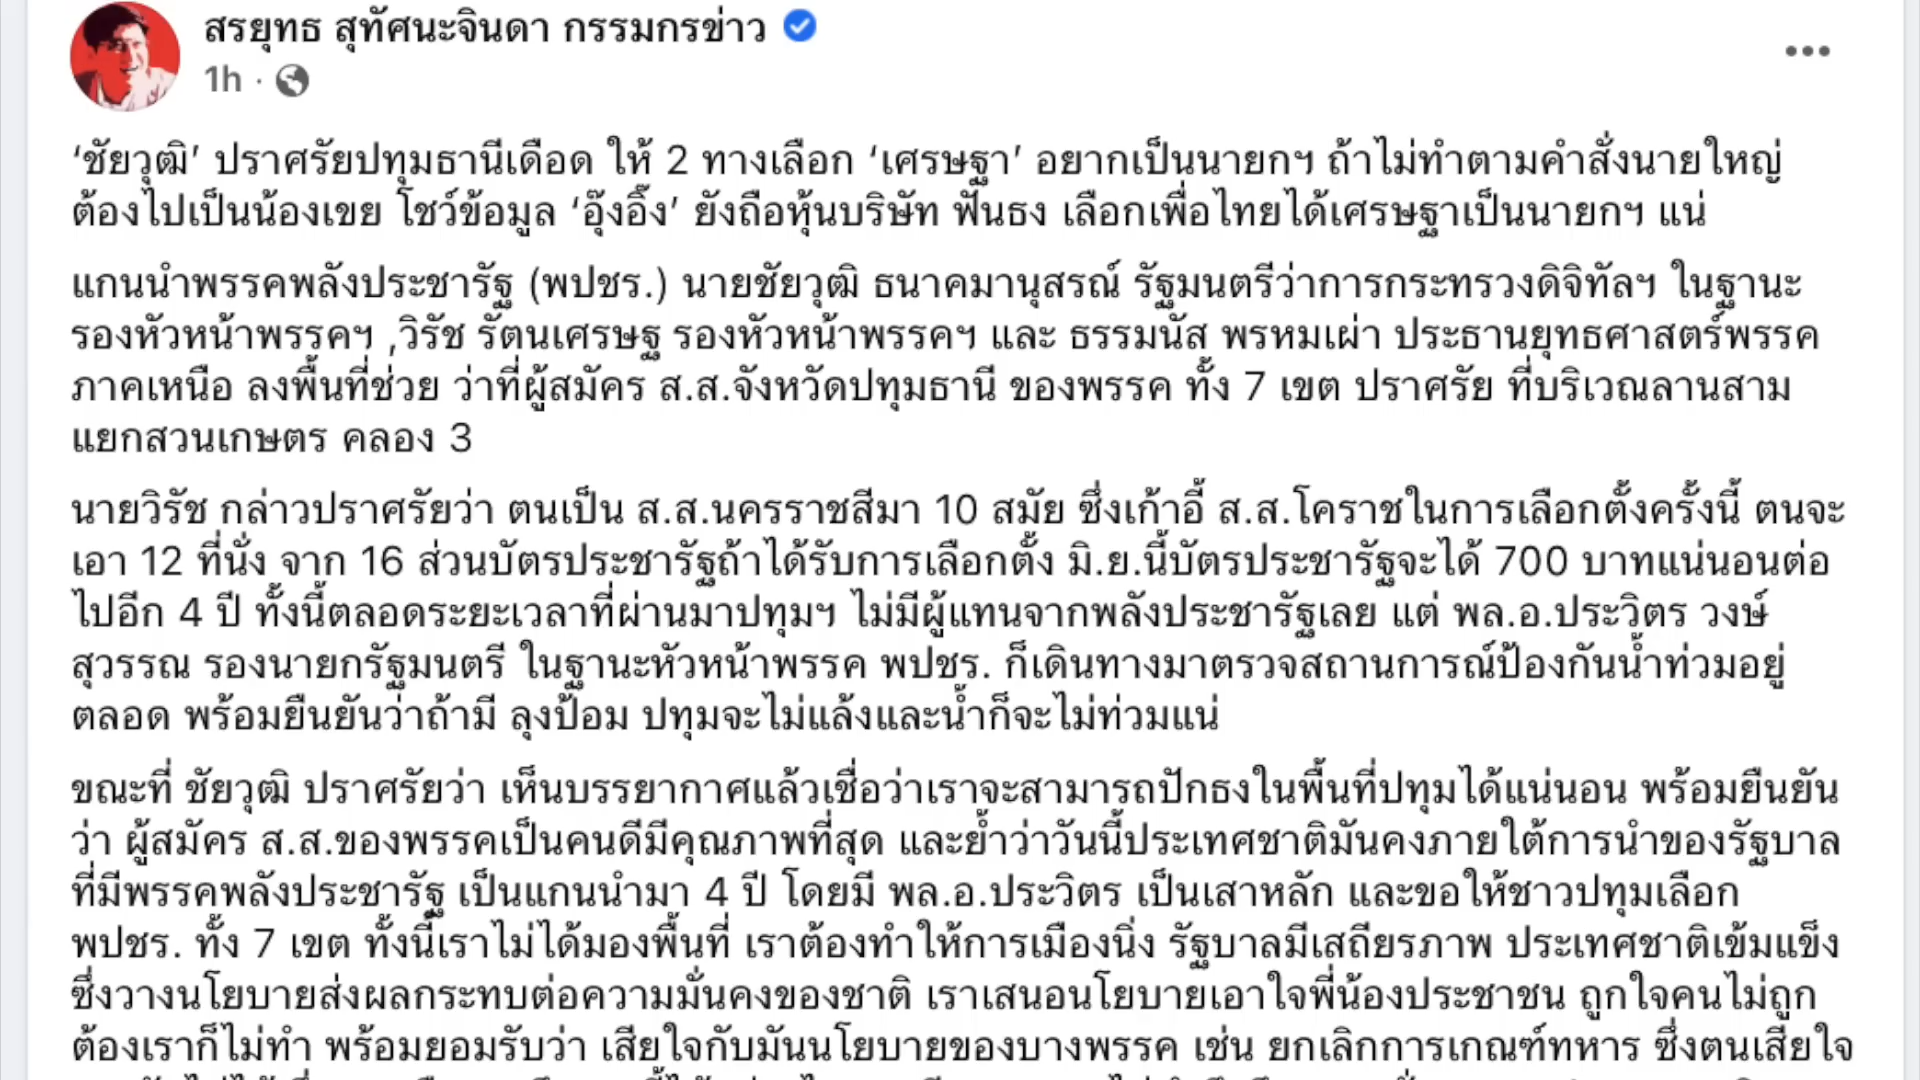 สรยุทธ สุทัศนะจินดา กรรมกรข่าว
1h ·
‘ชัยวุฒิ’ ปราศรัยปทุมธานีเดือด ให้ 2 ทางเลือก ‘เศรษฐา’ อยากเป็นนายกฯ ถ้าไม่ทำตามคำสั่งนายใหญ่
ต้องไปเป็นน้องเขย โชว์ข้อมูล ‘อุ๊งอิ๊ง’ ยังถือหุ้นบริษัท ฟันธง เลือกเพื่อไทยได้เศรษฐาเป็นนายกฯ แน่
แกนนำพรรคพลังประชารัฐ (พปชร.) นายชัยวุฒิ ธนาคมานุสรณ์ รัฐมนตรีว่าการกระทรวงดิจิทัลฯ ในฐานะ
รองหัวหน้าพรรคฯ ,วิรัช รัตนเศรษฐ รองหัวหน้าพรรคฯ และ ธรรมนัส พรหมเผ่า ประธานยุทธศาสตร์พรรค
ภาคเหนือ ลงพื้นที่ช่วย ว่าที่ผู้สมัคร ส.ส.จังหวัดปทุมธานี ของพรรค ทั้ง 7 เขต ปราศรัย ที่บริเวณลานสาม
แยกสวนเกษตร คลอง 3
นายวิรัช กล่าวปราศรัยว่า ตนเป็น ส.ส.นครราชสีมา 10 สมัย ซึ่งเก้าอี้ ส.ส.โคราชในการเลือกตั้งครั้งนี้ ตนจะ
เอา 12 ที่นั่ง จาก 16 ส่วนบัตรประชารัฐถ้าได้รับการเลือกตั้ง มิ.ย.นี้บัตรประชารัฐจะได้ 700 บาทแน่นอนต่อ
ไปอีก 4 ปี ทั้งนี้ตลอดระยะเวลาที่ผ่านมาปทุมฯ ไม่มีผู้แทนจากพลังประชารัฐเลย แต่ พล.อ.ประวิตร วงษ์
สุวรรณ รองนายกรัฐมนตรี ในฐานะหัวหน้าพรรค พปชร. ก็เดินทางมาตรวจสถานการณ์ป้องกันน้ำท่วมอยู่
ตลอด พร้อมยืนยันว่าถ้ามี ลุงป้อม ปทุมจะไม่แล้งและน้ำก็จะไม่ท่วมแน่
ขณะที่ ชัยวุฒิ ปราศรัยว่า เห็นบรรยากาศแล้วเชื่อว่าเราจะสามารถปักธงในพื้นที่ปทุมได้แน่นอน พร้อมยืนยัน
ว่า ผู้สมัคร ส.ส.ของพรรคเป็นคนดีมีคุณภาพที่สุด และย้ำว่าวันนี้ประเทศชาติมันคงภายใต้การนำของรัฐบาล
ที่มีพรรคพลังประชารัฐ เป็นแกนนำมา 4 ปี โดยมี พล.อ.ประวิตร เป็นเสาหลัก และขอให้ชาวปทุมเลือก
พปชร. ทั้ง 7 เขต ทั้งนี้เราไม่ได้มองพื้นที่ เราต้องทำให้การเมืองนิ่ง รัฐบาลมีเสถียรภาพ ประเทศชาติเข้มแข็ง
ซึ่งวางนโยบายส่งผลกระทบต่อความมั่นคงของชาติ เราเสนอนโยบายเอาใจพี่น้องประชาชน ถูกใจคนไม่ถูก
ต้องเราก็ไม่ทำ พร้อมยอมรับว่า เสียใจกับมันนโยบายของบางพรรค เช่น ยกเลิกการเกณฑ์ทหาร ซึ่งตนเสียใจ